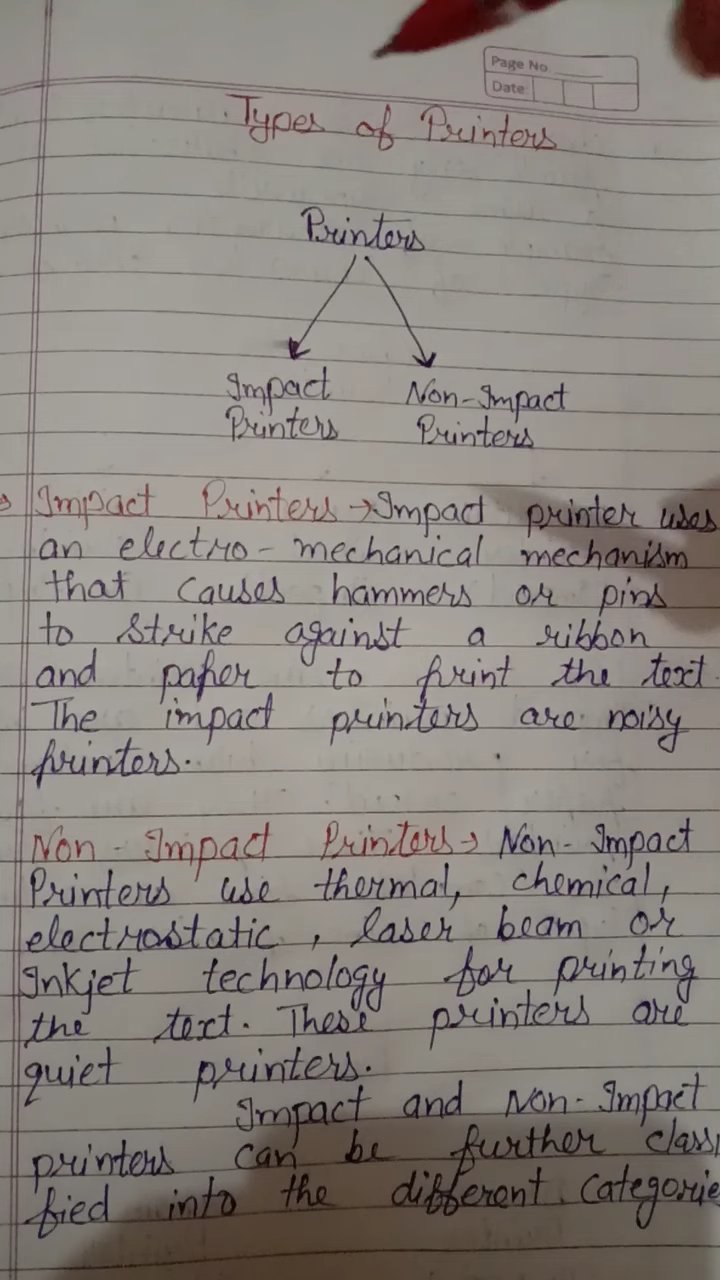 Page No.
Date
Types of Printers
Printers
Impact Non-Impact
Printers Printers
Impact Printers → Impact printer uses
an electro-mechanical mechanism
that causes hammers or pins
to strike against a ribbon
and paper to print the text.
The impact printers are noisy
printers.
Non-Impact Printers → Non-Impact
Printers use thermal, chemical,
electrostatic, laser beam or
Inkjet technology for printing
the text. These printers are
quiet printers.
Impact and Non-Impact
printers can be further classi
fied into the different categorie